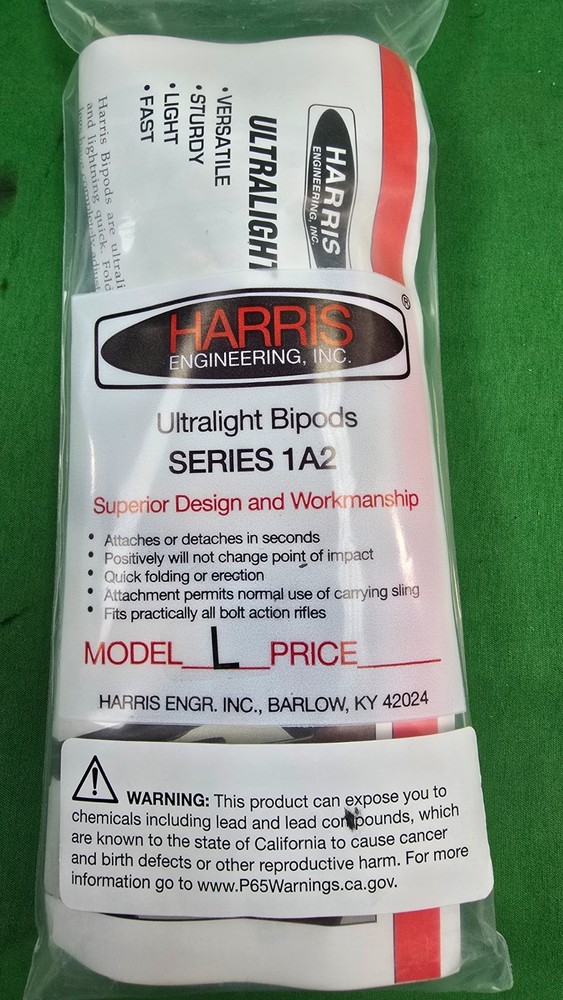 • VERSATILE
• STURDY
• LIGHT
• FAST
ULTRALIGHT
HARRIS
ENGINEERING, INC.
Harris Bipods are ultrali
and lightning quick. Fold
HARRIS ®
ENGINEERING, INC.
Ultralight Bipods
SERIES 1A2
Superior Design and Workmanship
• Attaches or detaches in seconds
• Positively will not change point of impact
• Quick folding or erection
• Attachment permits normal use of carrying sling
• Fits practically all bolt action rifles
MODEL__L__PRICE______
HARRIS ENGR. INC., BARLOW, KY 42024
WARNING: This product can expose you to
chemicals including lead and lead compounds, which
are known to the state of California to cause cancer
and birth defects or other reproductive harm. For more
information go to www.P65Warnings.ca.gov.